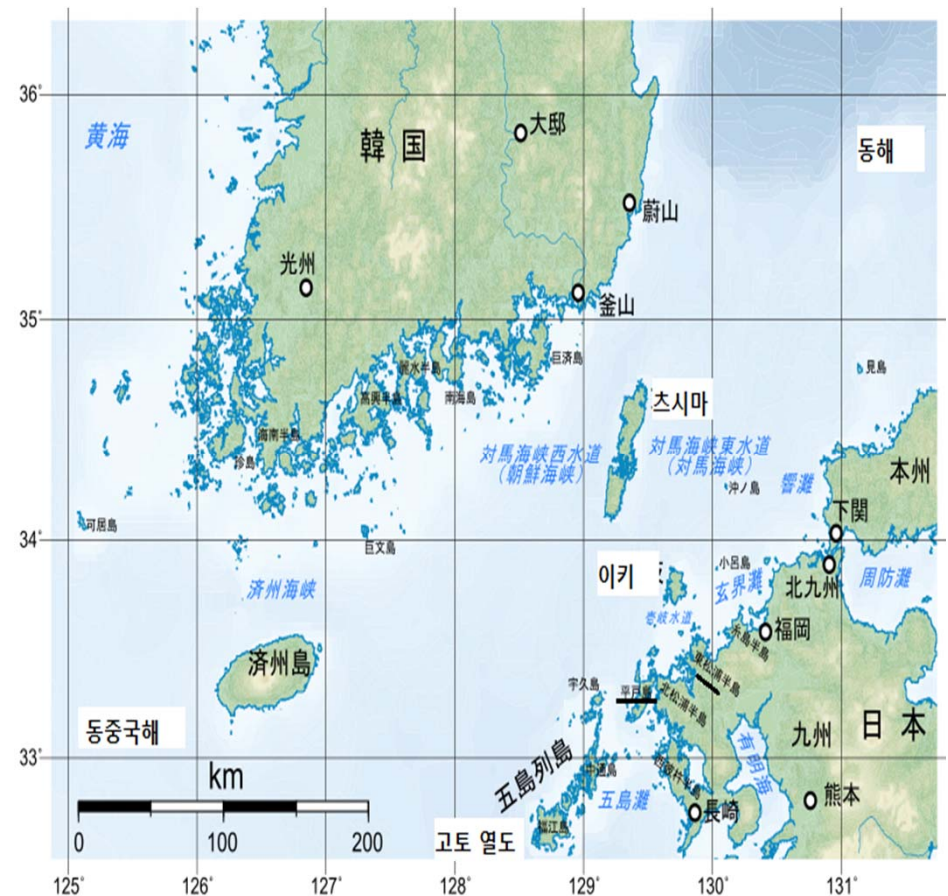 36°
黄海
韓国
大邸
동해
蔚山
光州
35°
釜山
巨済島
見島
麗水半島
高興半島
南海島
츠시마
海南半島
珍島
対馬海峡西水道
(朝鮮海峡)
対馬海峡東水道
(対馬海峡)
沖ノ島
響灘
本州
下関
可居島
34°
巨文島
이키
小呂島
玄界灘
北九州
周防灘
済州海峡
壱岐水道
糸島半島
福岡
済州島
宇久島
平戸島
東松浦半島
北松浦半島
동중국해
33°
五島列島
中通島
西彼杵半島
有明海
九州
日本
km
五島灘
長崎
熊本
福江島
고토 열도
0
100
200
125°
126°
127°
128°
129°
130°
131°